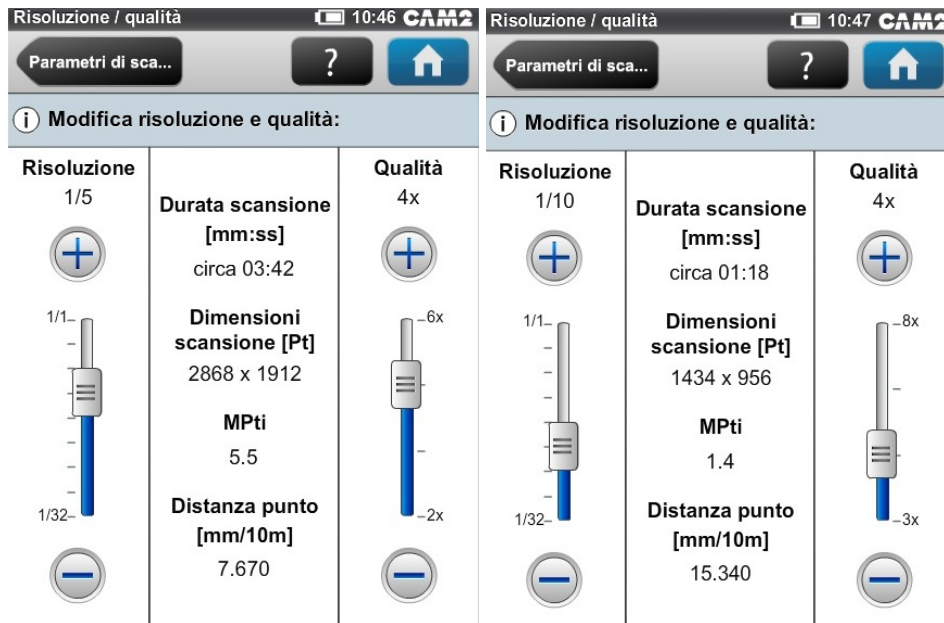 Risoluzione / qualità 10:46 CAM2
Parametri di sca... ?
i Modifica risoluzione e qualità:
Risoluzione
1/5
1/1
1/32
Durata scansione
[mm:ss]
circa 03:42
Dimensioni
scansione [Pt]
2868 x 1912
MPti
5.5
Distanza punto
[mm/10m]
7.670
Qualità
4x
6x
2x
Risoluzione / qualità 10:47 CAM2
Parametri di sca... ?
i Modifica risoluzione e qualità:
Risoluzione
1/10
1/1
1/32
Durata scansione
[mm:ss]
circa 01:18
Dimensioni
scansione [Pt]
1434 x 956
MPti
1.4
Distanza punto
[mm/10m]
15.340
Qualità
4x
8x
3x